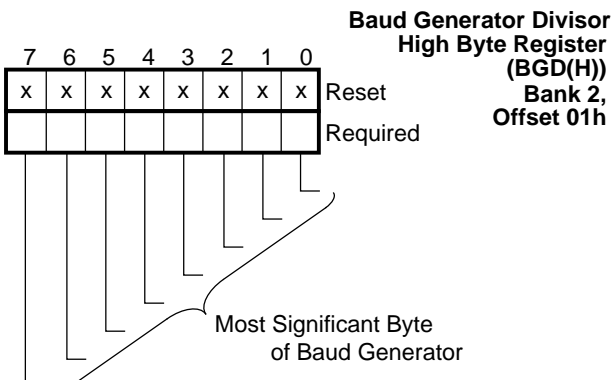 Baud Generator Divisor
High Byte Register
(BGD(H))
Bank 2,
Offset 01h
7 6 5 4 3 2 1 0
x x x x x x x x Reset
Required
Most Significant Byte
of Baud Generator